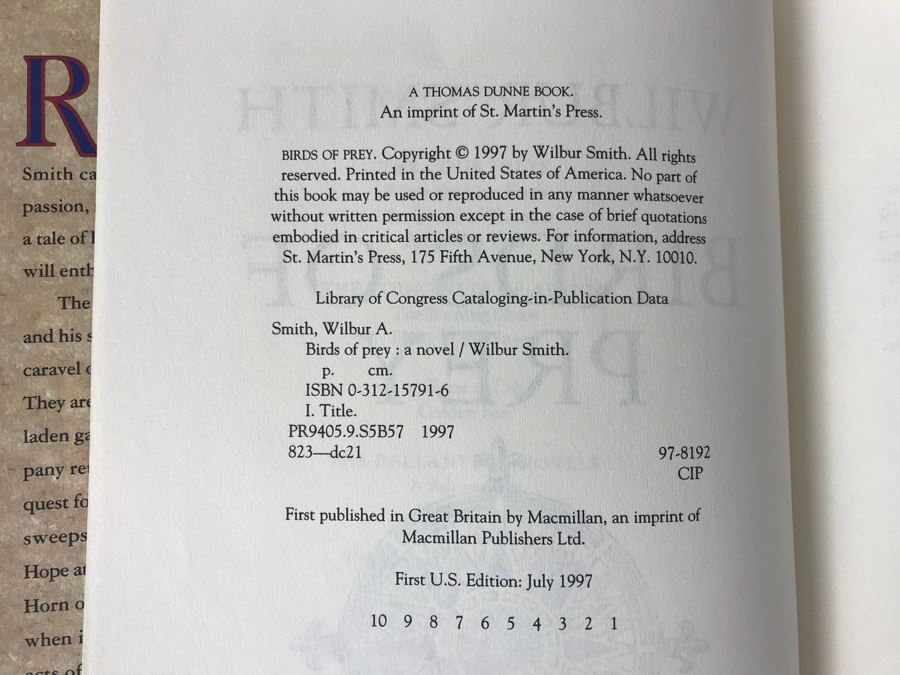 R
Smith
passion,
a tale of
will
The
and his
caravel
They
laden
quest
sweeps
Hope
Horn
when
acts of
A THOMAS DUNNE BOOK.
An imprint of St. Martin's Press.
BIRDS OF PREY. Copyright © 1997 by Wilbur Smith. All rights
reserved. Printed in the United States of America. No part of
this book may be used or reproduced in any manner whatsoever
without written permission except in the case of brief quotations
embodied in critical articles or reviews. For information, address
St. Martin's Press, 175 Fifth Avenue, New York, N.Y. 10010.
Library of Congress Cataloging-in-Publication Data
Smith, Wilbur A.
Birds of prey : a novel / Wilbur Smith.
p. cm.
ISBN 0-312-15791-6
I. Title.
PR9405.9.S5B57 1997
823—dc21 97-8192
CIP
First published in Great Britain by Macmillan, an imprint of
Macmillan Publishers Ltd.
First U.S. Edition: July 1997
10 9 8 7 6 5 4 3 2 1